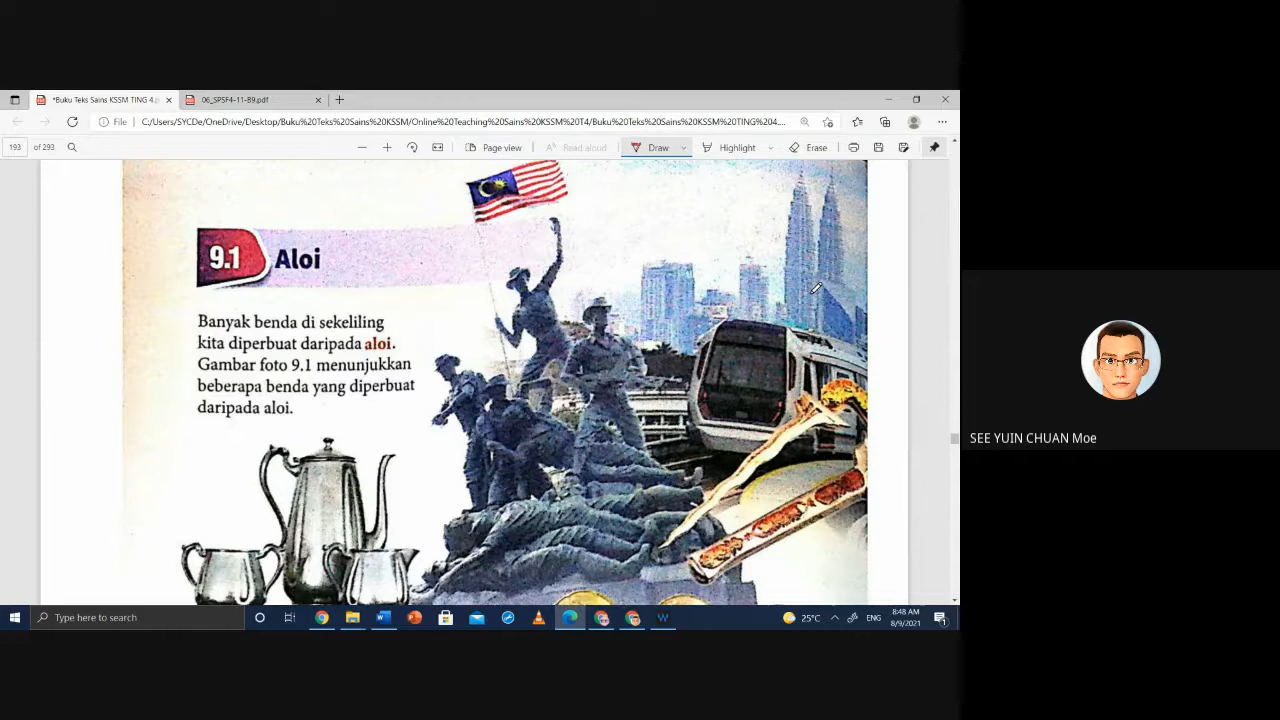 *Buku Teks Sains KSSM TING 4.p
06_SPSF4-11-B9.pdf
File
C:/Users/SYCDe/OneDrive/Desktop/Buku%20Teks%20Sains%20KSSM/Online%20Teaching%20Sains%20KSSM%20T4/Buku%20Teks%20Sains%20KSSM%20TING%204....
193 of 293
Page view
Read aloud
Draw
Highlight
Erase
9.1 Aloi
Banyak benda di sekeliling
kita diperbuat daripada aloi.
Gambar foto 9.1 menunjukkan
beberapa benda yang diperbuat
daripada aloi.
SEE YUIN CHUAN Moe
Type here to search
25°C
ENG
8:48 AM
8/9/2021